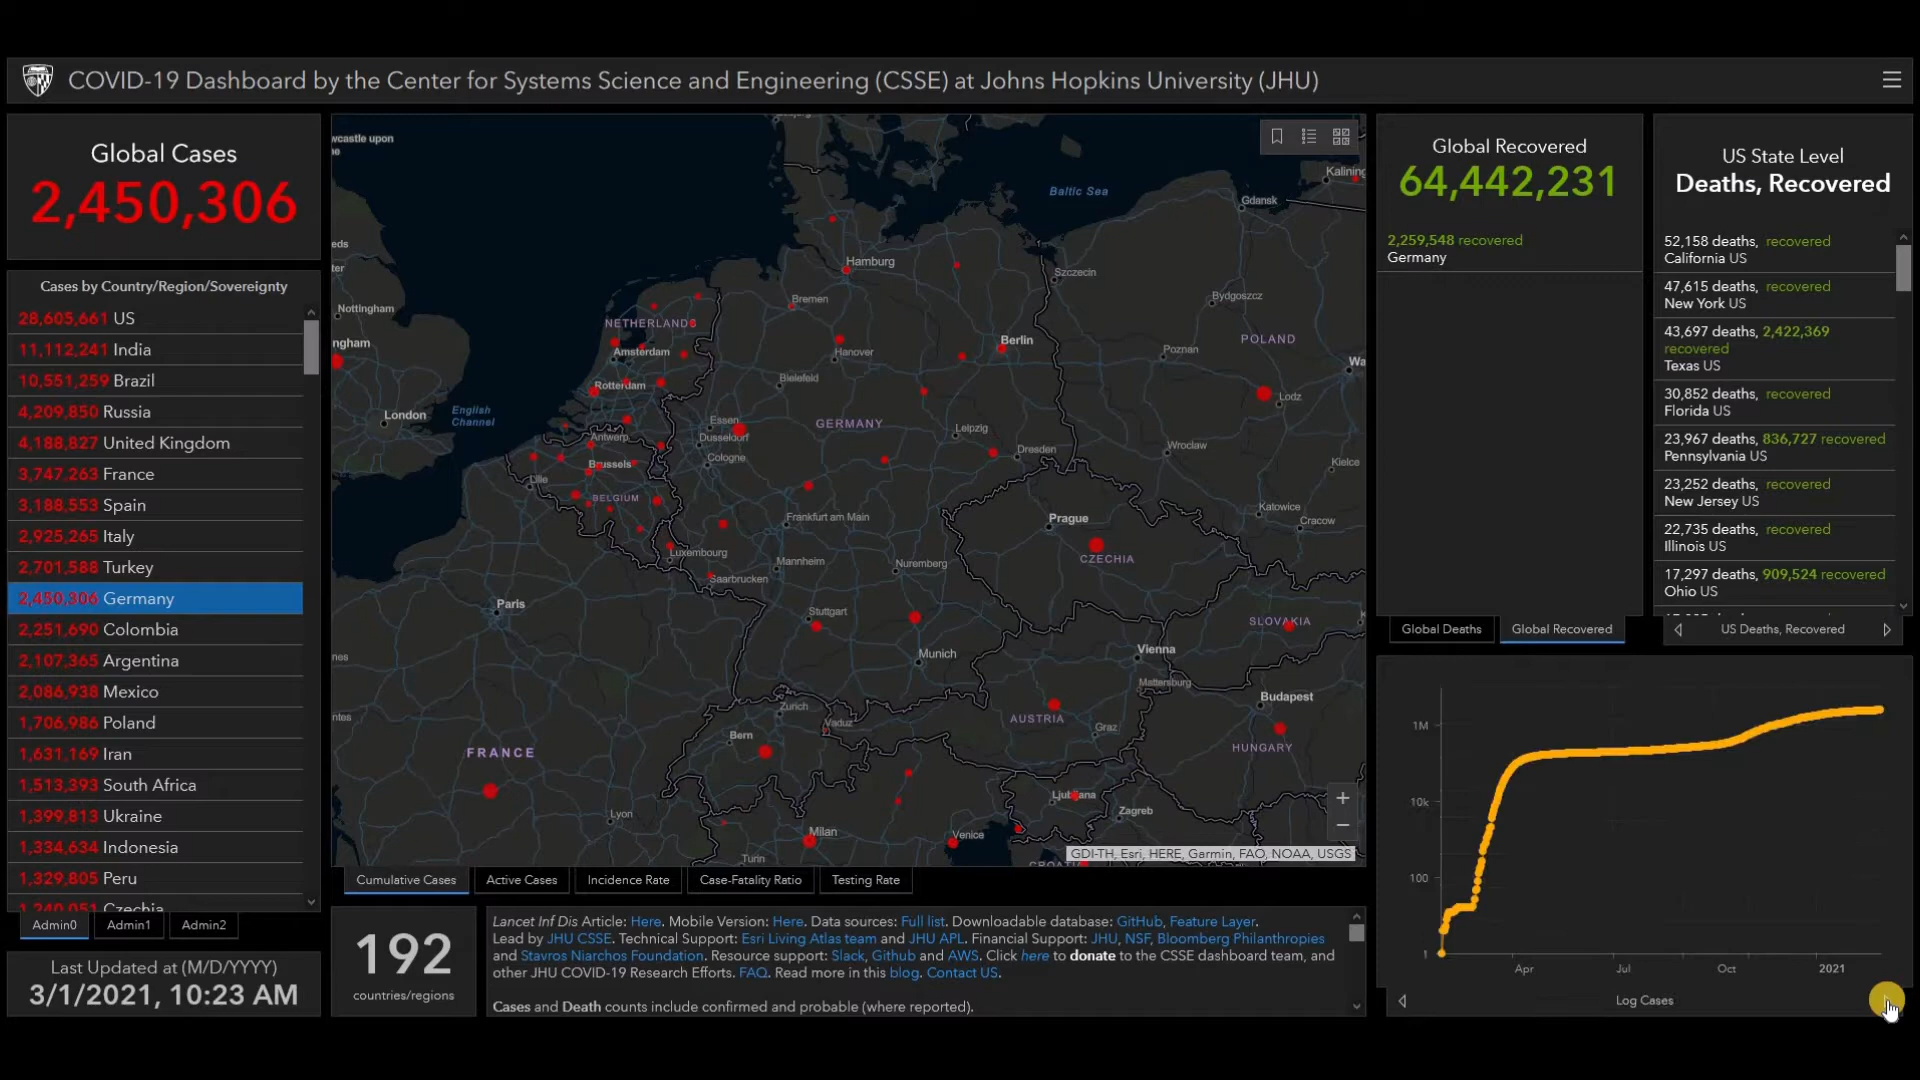 COVID-19 Dashboard by the Center for Systems Science and Engineering (CSSE) at Johns Hopkins University (JHU)
Global Cases
2,450,306
Cases by Country/Region/Sovereignty
28,605,661 US
11,112,241 India
10,551,259 Brazil
4,209,850 Russia
4,188,827 United Kingdom
3,747,263 France
3,188,553 Spain
2,925,265 Italy
2,701,588 Turkey
2,450,306 Germany
2,251,690 Colombia
2,107,365 Argentina
2,086,938 Mexico
1,706,986 Poland
1,631,169 Iran
1,513,393 South Africa
1,399,813 Ukraine
1,334,634 Indonesia
1,329,805 Peru
1,240,051 Czechia
Admin0
Admin1
Admin2
Last Updated at (M/D/YYYY)
3/1/2021, 10:23 AM
wcastle upon
ne
eds
ter
Nottingham
ngham
London
English
Channel
Baltic Sea
Kalining
Gdansk
Hamburg
Szczecin
Bremen
Bydgoszcz
NETHERLANDS
Amsterdam
Hanover
Berlin
POLAND
Poznan
Wa
Rotterdam
Bielefeld
Lodz
Essen
Dusseldorf
GERMANY
Antwerp
Leipzig
Wroclaw
Cologne
Dresden
Kielce
Brussels
Lille
BELGIUM
Frankfurt am Main
Prague
Katowice
Cracow
Luxembourg
CZECHIA
Mannheim
Nuremberg
Saarbrucken
Paris
Stuttgart
SLOVAKIA
nes
Munich
Vienna
Mattersburg
Budapest
ntes
Zurich
AUSTRIA
Vaduz
Graz
Bern
FRANCE
HUNGARY
Ljubljana
Lyon
Zagreb
Milan
Venice
Turin
CROATI
+
−
GDI-TH, Esri, HERE, Garmin, FAO, NOAA, USGS
Cumulative Cases
Active Cases
Incidence Rate
Case-Fatality Ratio
Testing Rate
192
countries/regions
Lancet Inf Dis Article: Here. Mobile Version: Here. Data sources: Full list. Downloadable database: GitHub, Feature Layer.
Lead by JHU CSSE. Technical Support: Esri Living Atlas team and JHU APL. Financial Support: JHU, NSF, Bloomberg Philanthropies
and Stavros Niarchos Foundation. Resource support: Slack, Github and AWS. Click here to donate to the CSSE dashboard team, and
other JHU COVID-19 Research Efforts. FAQ. Read more in this blog. Contact US.
Cases and Death counts include confirmed and probable (where reported).
Global Recovered
64,442,231
2,259,548 recovered
Germany
Global Deaths
Global Recovered
US State Level
Deaths, Recovered
52,158 deaths, recovered
California US
47,615 deaths, recovered
New York US
43,697 deaths, 2,422,369
recovered
Texas US
30,852 deaths, recovered
Florida US
23,967 deaths, 836,727 recovered
Pennsylvania US
23,252 deaths, recovered
New Jersey US
22,735 deaths, recovered
Illinois US
17,297 deaths, 909,524 recovered
Ohio US
US Deaths, Recovered
1M
10k
100
1
Apr
Jul
Oct
2021
Log Cases